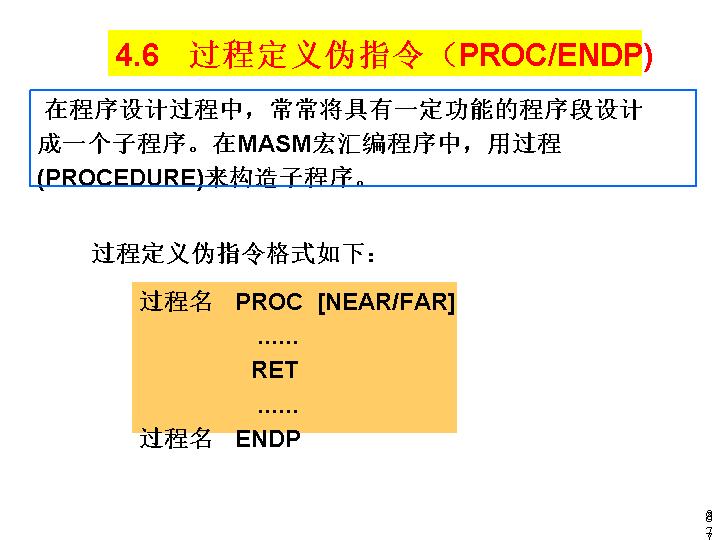 4.6 过程定义伪指令（PROC/ENDP)
在程序设计过程中，常常将具有一定功能的程序段设计
成一个子程序。在MASM宏汇编程序中，用过程
(PROCEDURE)来构造子程序。
过程定义伪指令格式如下：
过程名 PROC [NEAR/FAR]
……
RET
……
过程名 ENDP